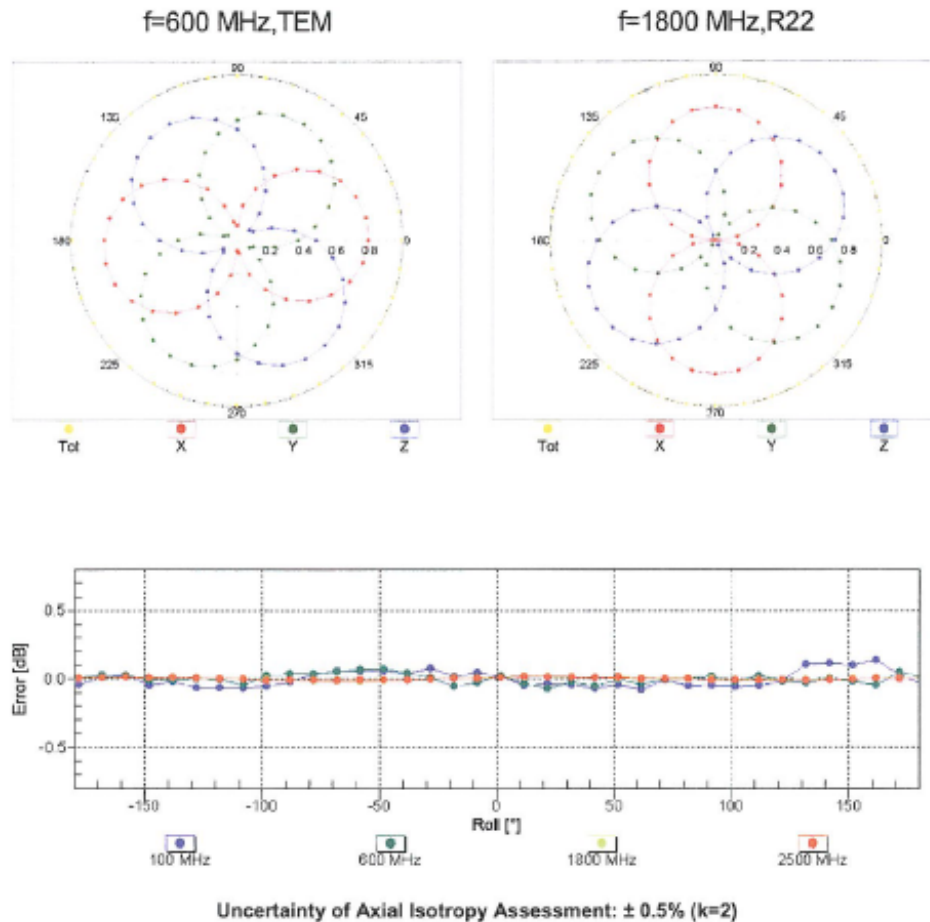 f=600 MHz,TEM
f=1800 MHz,R22
90
135
45
180
0.2 0.4 0.6 0.8
0
225
315
270
Tot X Y Z
90
135
45
180
0.2 0.4 0.6 0.8
0
225
315
270
Tot X Y Z
0.5
0.0
-0.5
Error [dB]
-150 -100 -50 0 50 100 150
Roll [°]
100 MHz 600 MHz 1800 MHz 2500 MHz
Uncertainty of Axial Isotropy Assessment: ± 0.5% (k=2)